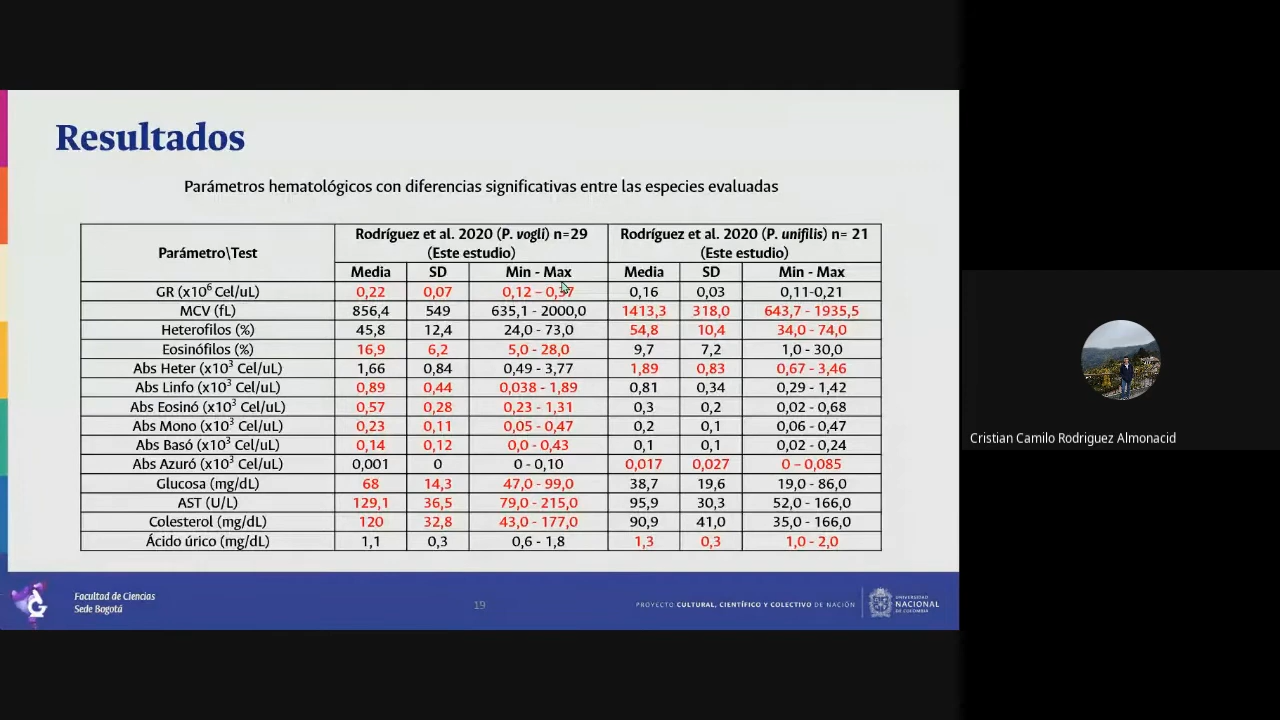 Resultados
Parámetros hematológicos con diferencias significativas entre las especies evaluadas
Parámetro\Test
Rodríguez et al. 2020 (P. vogli) n=29
(Este estudio)
Rodríguez et al. 2020 (P. unifilis) n= 21
(Este estudio)
Media SD Min - Max Media SD Min - Max
GR (x10⁶ Cel/uL) 0,22 0,07 0,12 – 0,37 0,16 0,03 0,11-0,21
MCV (fL) 856,4 549 635,1 - 2000,0 1413,3 318,0 643,7 - 1935,5
Heterofilos (%) 45,8 12,4 24,0 - 73,0 54,8 10,4 34,0 - 74,0
Eosinófilos (%) 16,9 6,2 5,0 - 28,0 9,7 7,2 1,0 - 30,0
Abs Heter (x10³ Cel/uL) 1,66 0,84 0,49 - 3,77 1,89 0,83 0,67 - 3,46
Abs Linfo (x10³ Cel/uL) 0,89 0,44 0,038 - 1,89 0,81 0,34 0,29 - 1,42
Abs Eosinó (x10³ Cel/uL) 0,57 0,28 0,23 - 1,31 0,3 0,2 0,02 - 0,68
Abs Mono (x10³ Cel/uL) 0,23 0,11 0,05 - 0,47 0,2 0,1 0,06 - 0,47
Abs Basó (x10³ Cel/uL) 0,14 0,12 0,0 - 0,43 0,1 0,1 0,02 - 0,24
Abs Azuró (x10³ Cel/uL) 0,001 0 0 - 0,10 0,017 0,027 0 – 0,085
Glucosa (mg/dL) 68 14,3 47,0 - 99,0 38,7 19,6 19,0 - 86,0
AST (U/L) 129,1 36,5 79,0 - 215,0 95,9 30,3 52,0 - 166,0
Colesterol (mg/dL) 120 32,8 43,0 - 177,0 90,9 41,0 35,0 - 166,0
Ácido úrico (mg/dL) 1,1 0,3 0,6 - 1,8 1,3 0,3 1,0 - 2,0
Facultad de Ciencias
Sede Bogotá
19
PROYECTO CULTURAL, CIENTÍFICO Y COLECTIVO DE NACIÓN
UNIVERSIDAD
NACIONAL
DE COLOMBIA
Cristian Camilo Rodriguez Almonacid